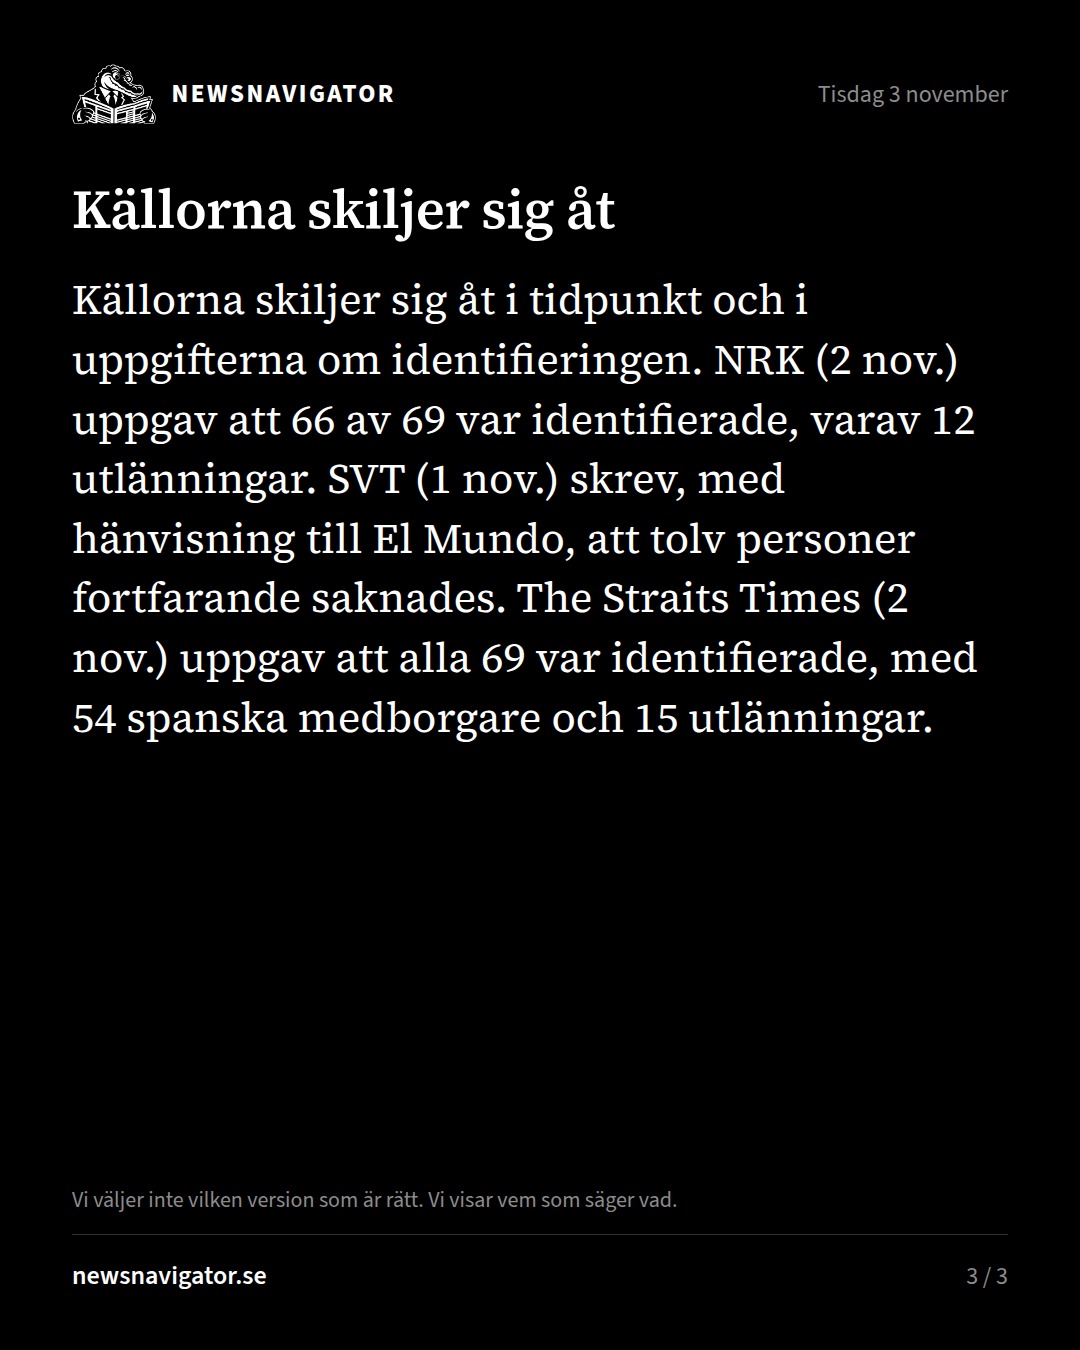 NEWSNAVIGATOR
Tisdag 3 november
Källorna skiljer sig åt
Källorna skiljer sig åt i tidpunkt och i
uppgifterna om identifieringen. NRK (2 nov.)
uppgav att 66 av 69 var identifierade, varav 12
utlänningar. SVT (1 nov.) skrev, med
hänvisning till El Mundo, att tolv personer
fortfarande saknades. The Straits Times (2
nov.) uppgav att alla 69 var identifierade, med
54 spanska medborgare och 15 utlänningar.
Vi väljer inte vilken version som är rätt. Vi visar vem som säger vad.
newsnavigator.se
3 / 3